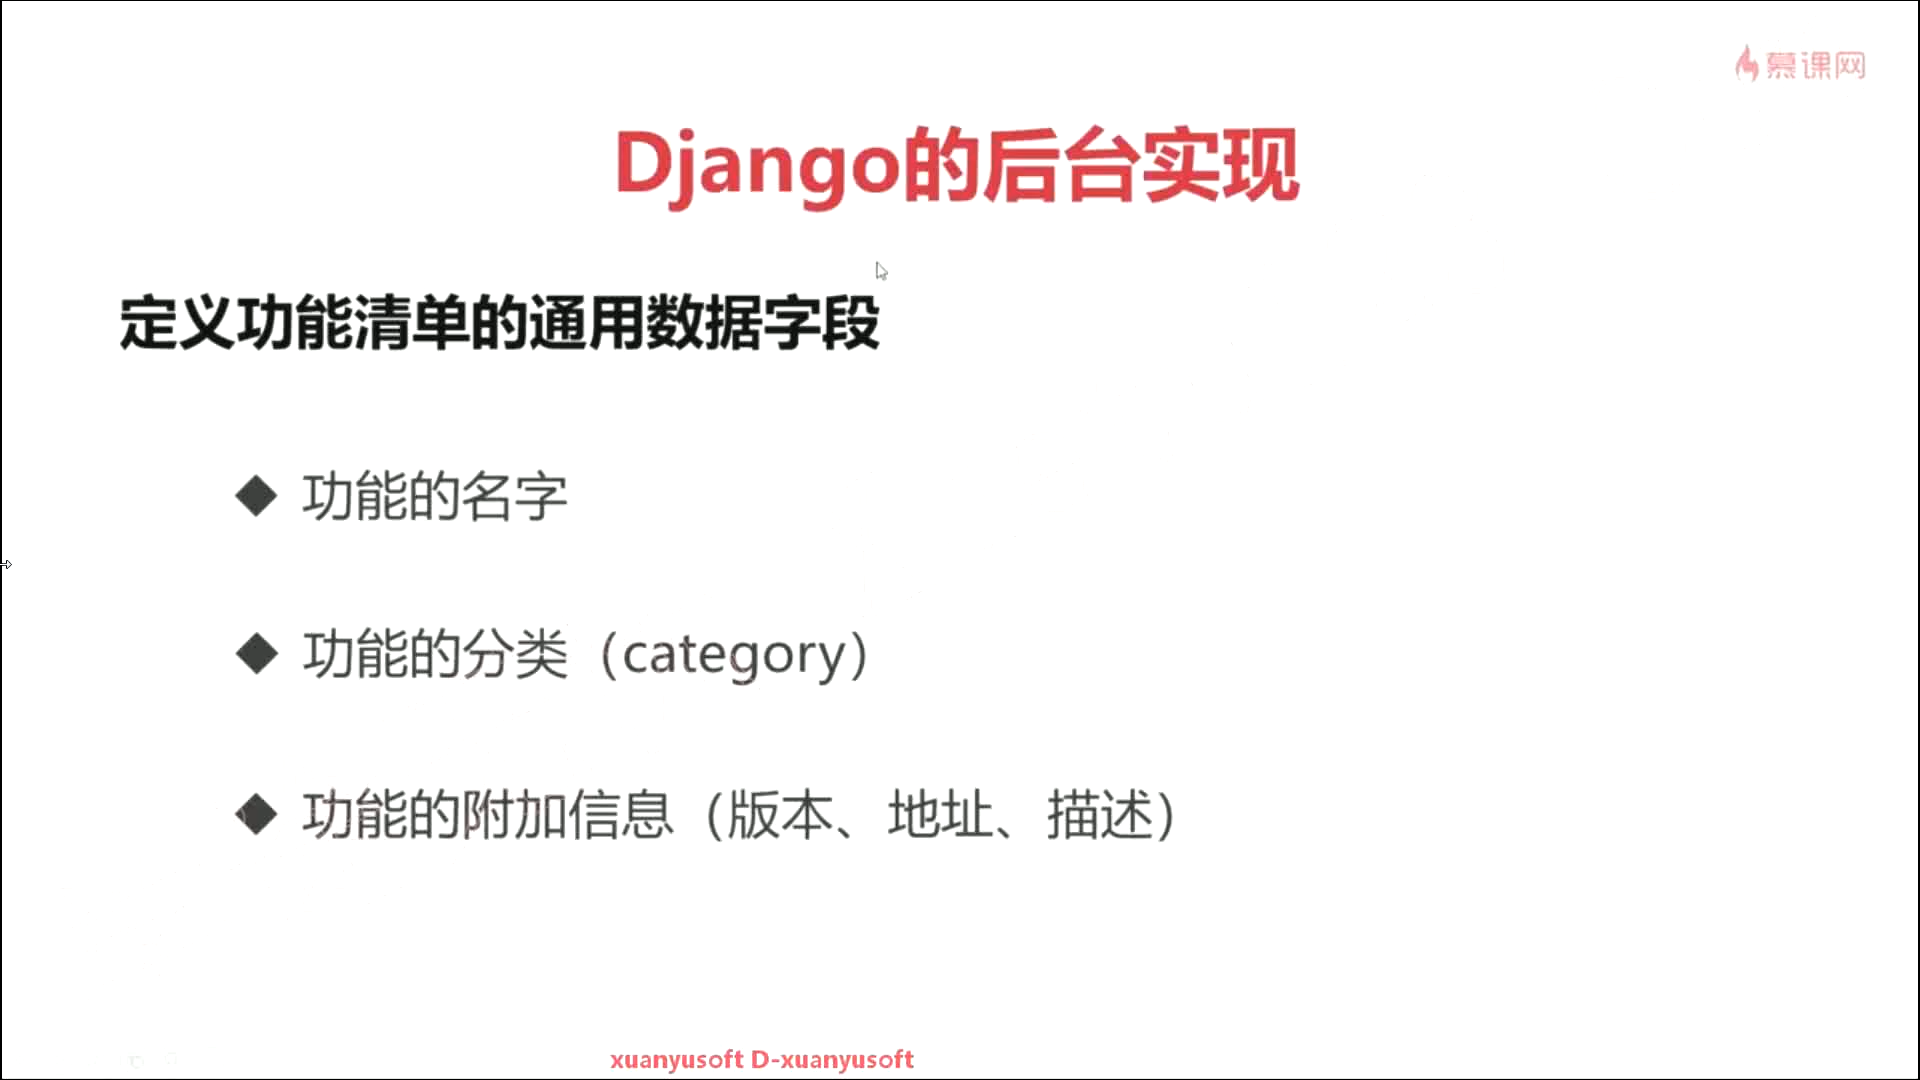 慕课网
Django的后台实现
定义功能清单的通用数据字段
◆ 功能的名字
◆ 功能的分类（category）
◆ 功能的附加信息（版本、地址、描述）
xuanyusoft D-xuanyusoft